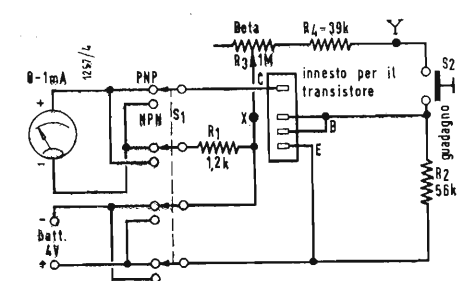 Beta
R4=39k
Y
R3 1M
S2
0-1mA
1257/4
PNP
C
innesto per il
transistore
+
NPN
S1
X
R1
1,2k
B
guadagno
E
R2
56k
-
Batt.
4V
+